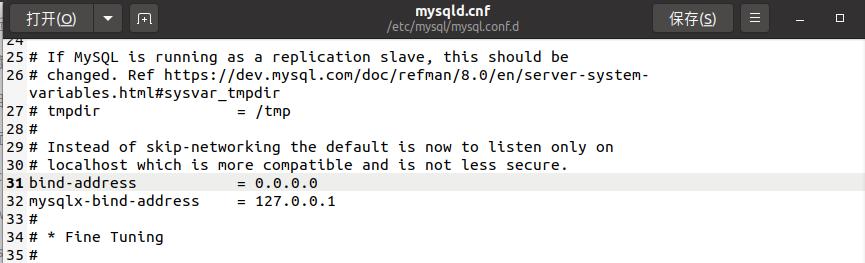 打开(O)
mysqld.cnf
/etc/mysql/mysql.conf.d
保存(S)
24
25 # If MySQL is running as a replication slave, this should be
26 # changed. Ref https://dev.mysql.com/doc/refman/8.0/en/server-system-
variables.html#sysvar_tmpdir
27 # tmpdir                = /tmp
28 #
29 # Instead of skip-networking the default is now to listen only on
30 # localhost which is more compatible and is not less secure.
31 bind-address            = 0.0.0.0
32 mysqlx-bind-address     = 127.0.0.1
33 #
34 # * Fine Tuning
35 #